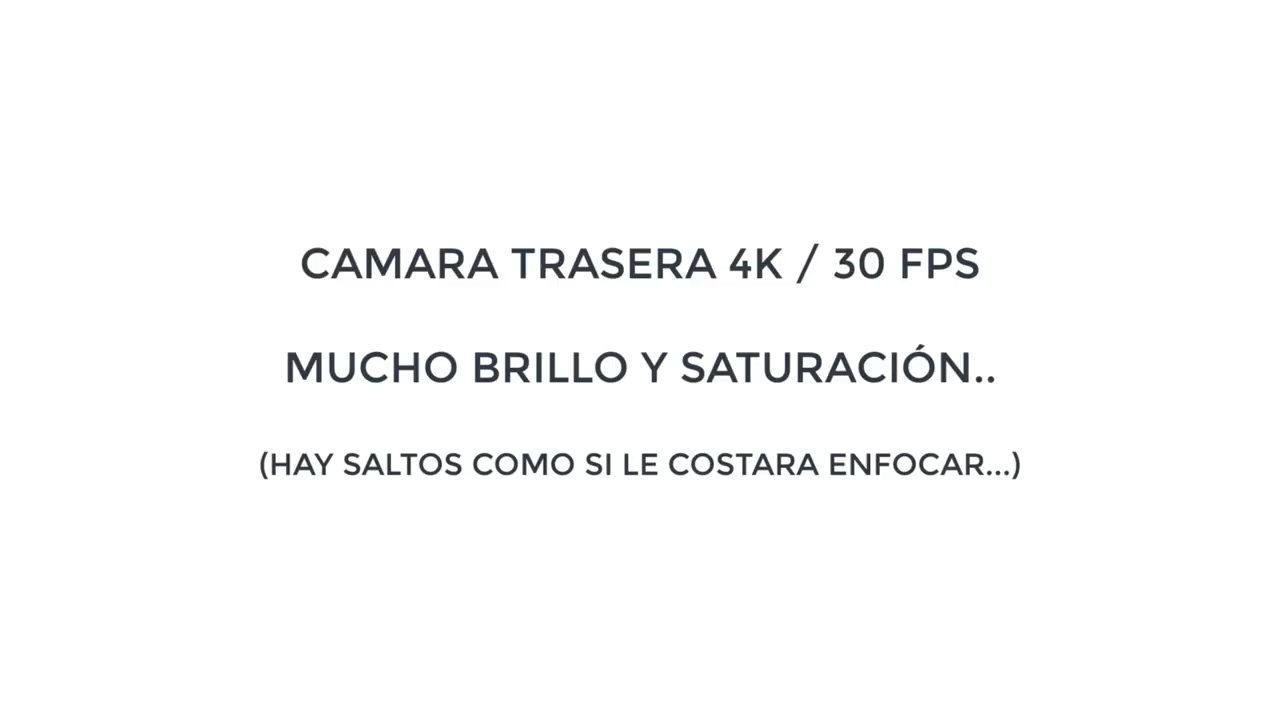 CAMARA TRASERA 4K / 30 FPS
MUCHO BRILLO Y SATURACIÓN..
(HAY SALTOS COMO SI LE COSTARA ENFOCAR...)